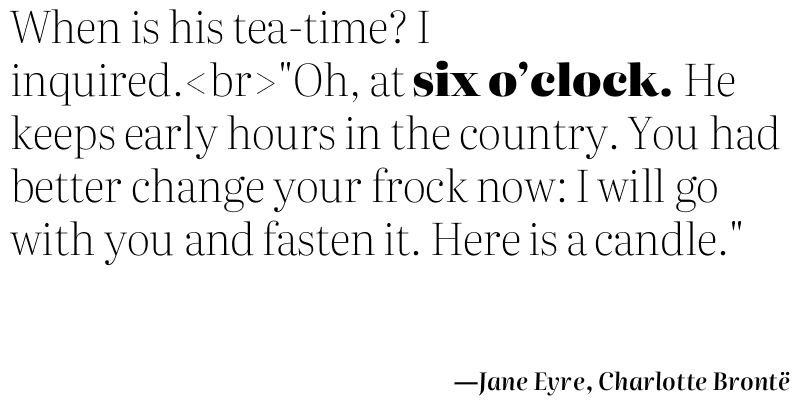 When is his tea-time? I
inquired.<br>"Oh, at six o’clock. He
keeps early hours in the country. You had
better change your frock now: I will go
with you and fasten it. Here is a candle."
—Jane Eyre, Charlotte Brontë